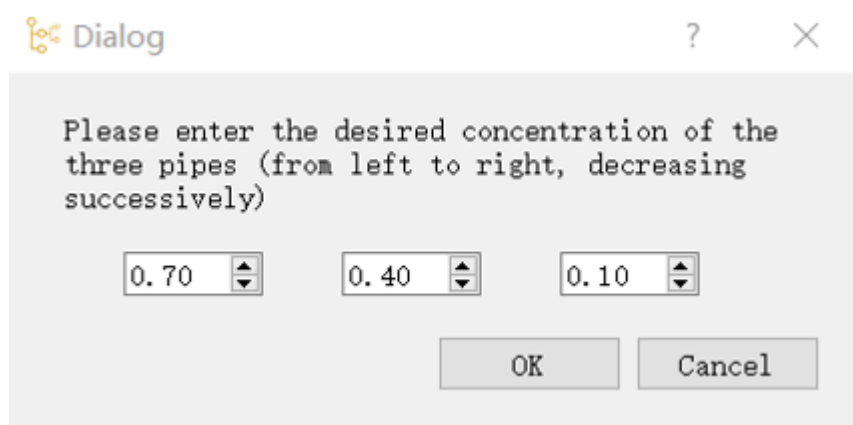 Dialog ?
Please enter the desired concentration of the
three pipes (from left to right, decreasing
successively)
0.70 0.40 0.10
OK Cancel